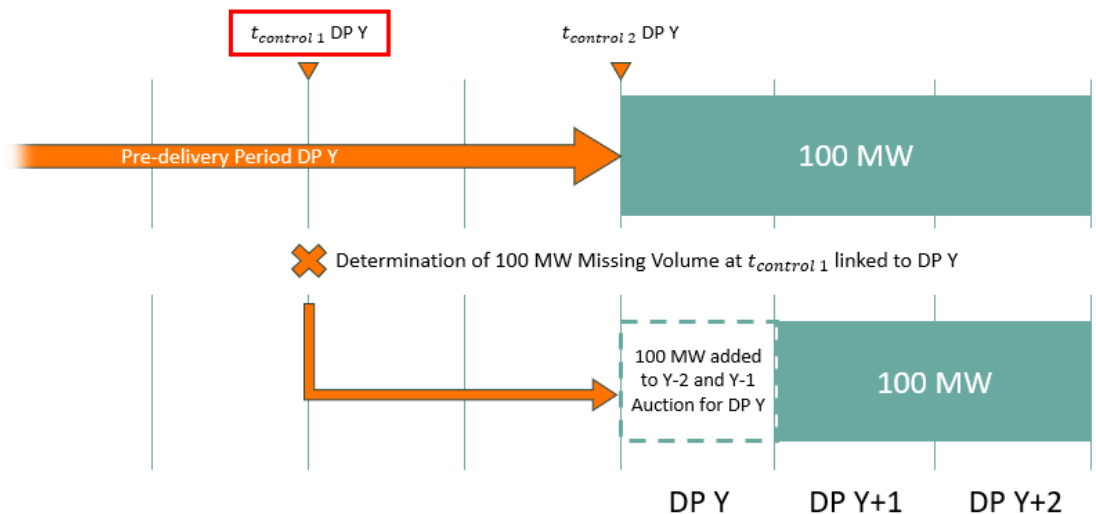 t_control 1 DP Y
t_control 2 DP Y
Pre-delivery Period DP Y
100 MW
Determination of 100 MW Missing Volume at t_control 1 linked to DP Y
100 MW added
to Y-2 and Y-1
Auction for DP Y
100 MW
DP Y
DP Y+1
DP Y+2